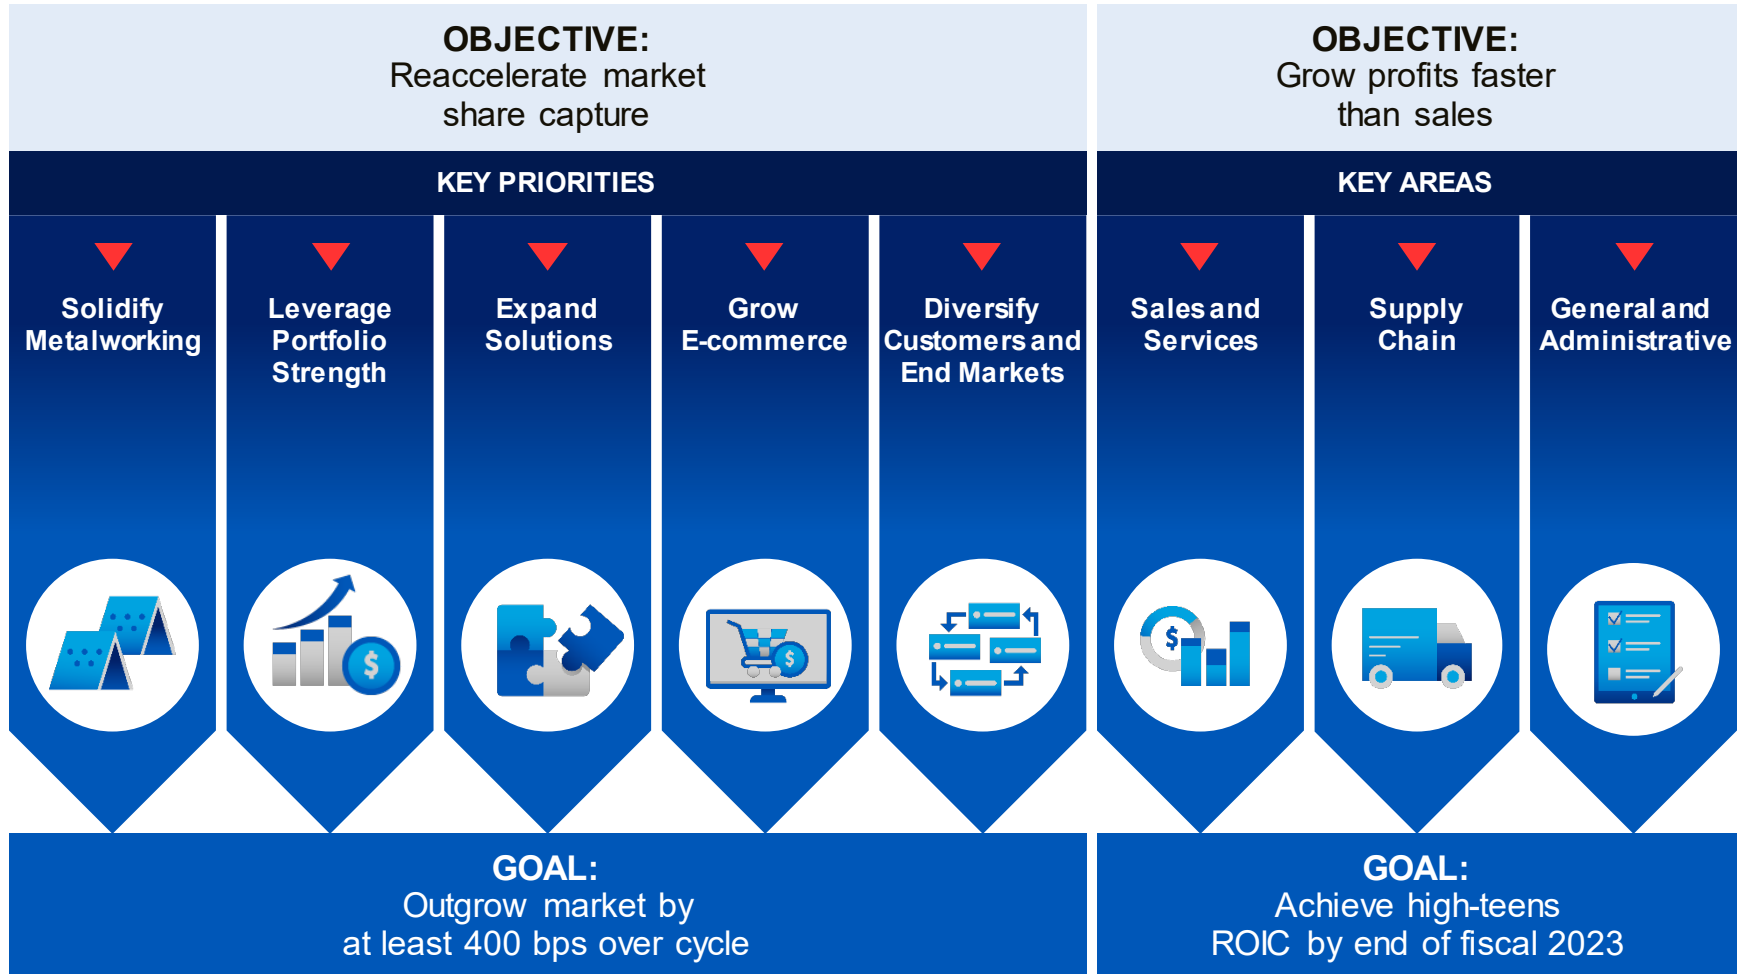 OBJECTIVE:
Reaccelerate market
share capture
KEY PRIORITIES
Solidify
Metalworking
Leverage
Portfolio
Strength
Expand
Solutions
Grow
E-commerce
Diversify
Customers and
End Markets
GOAL:
Outgrow market by
at least 400 bps over cycle
OBJECTIVE:
Grow profits faster
than sales
KEY AREAS
Sales and
Services
Supply
Chain
General and
Administrative
GOAL:
Achieve high-teens
ROIC by end of fiscal 2023